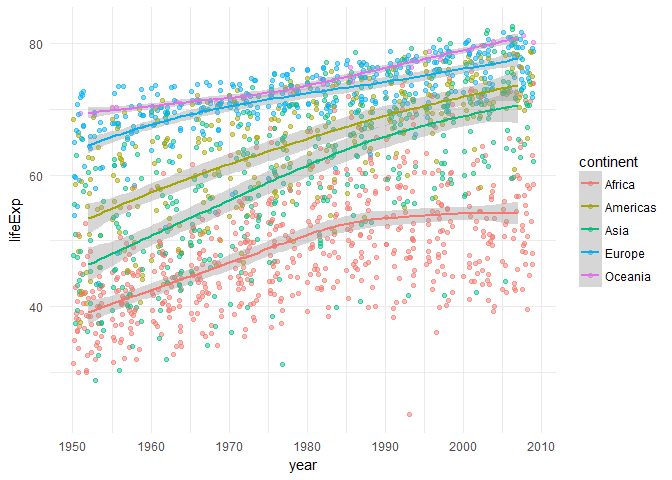 80
60
40
lifeExp
1950
1960
1970
1980
1990
2000
2010
year
continent
Africa
Americas
Asia
Europe
Oceania